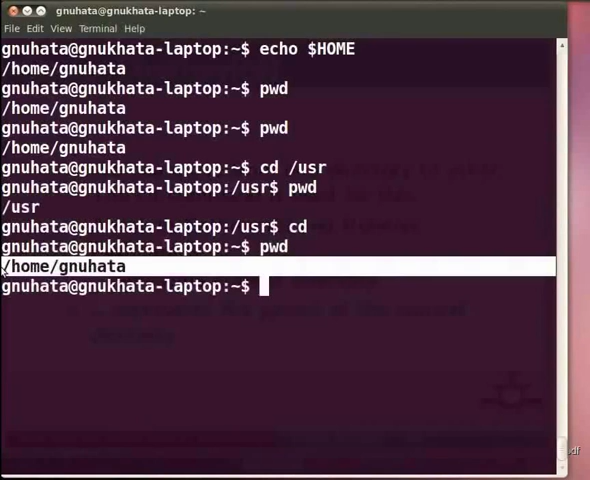 gnuhata@gnukhata-laptop: ~
File Edit View Terminal Help
gnuhata@gnukhata-laptop:~$ echo $HOME
/home/gnuhata
gnuhata@gnukhata-laptop:~$ pwd
/home/gnuhata
gnuhata@gnukhata-laptop:~$ pwd
/home/gnuhata
gnuhata@gnukhata-laptop:~$ cd /usr
gnuhata@gnukhata-laptop:/usr$ pwd
/usr
gnuhata@gnukhata-laptop:/usr$ cd
gnuhata@gnukhata-laptop:~$ pwd
/home/gnuhata
gnuhata@gnukhata-laptop:~$
.df